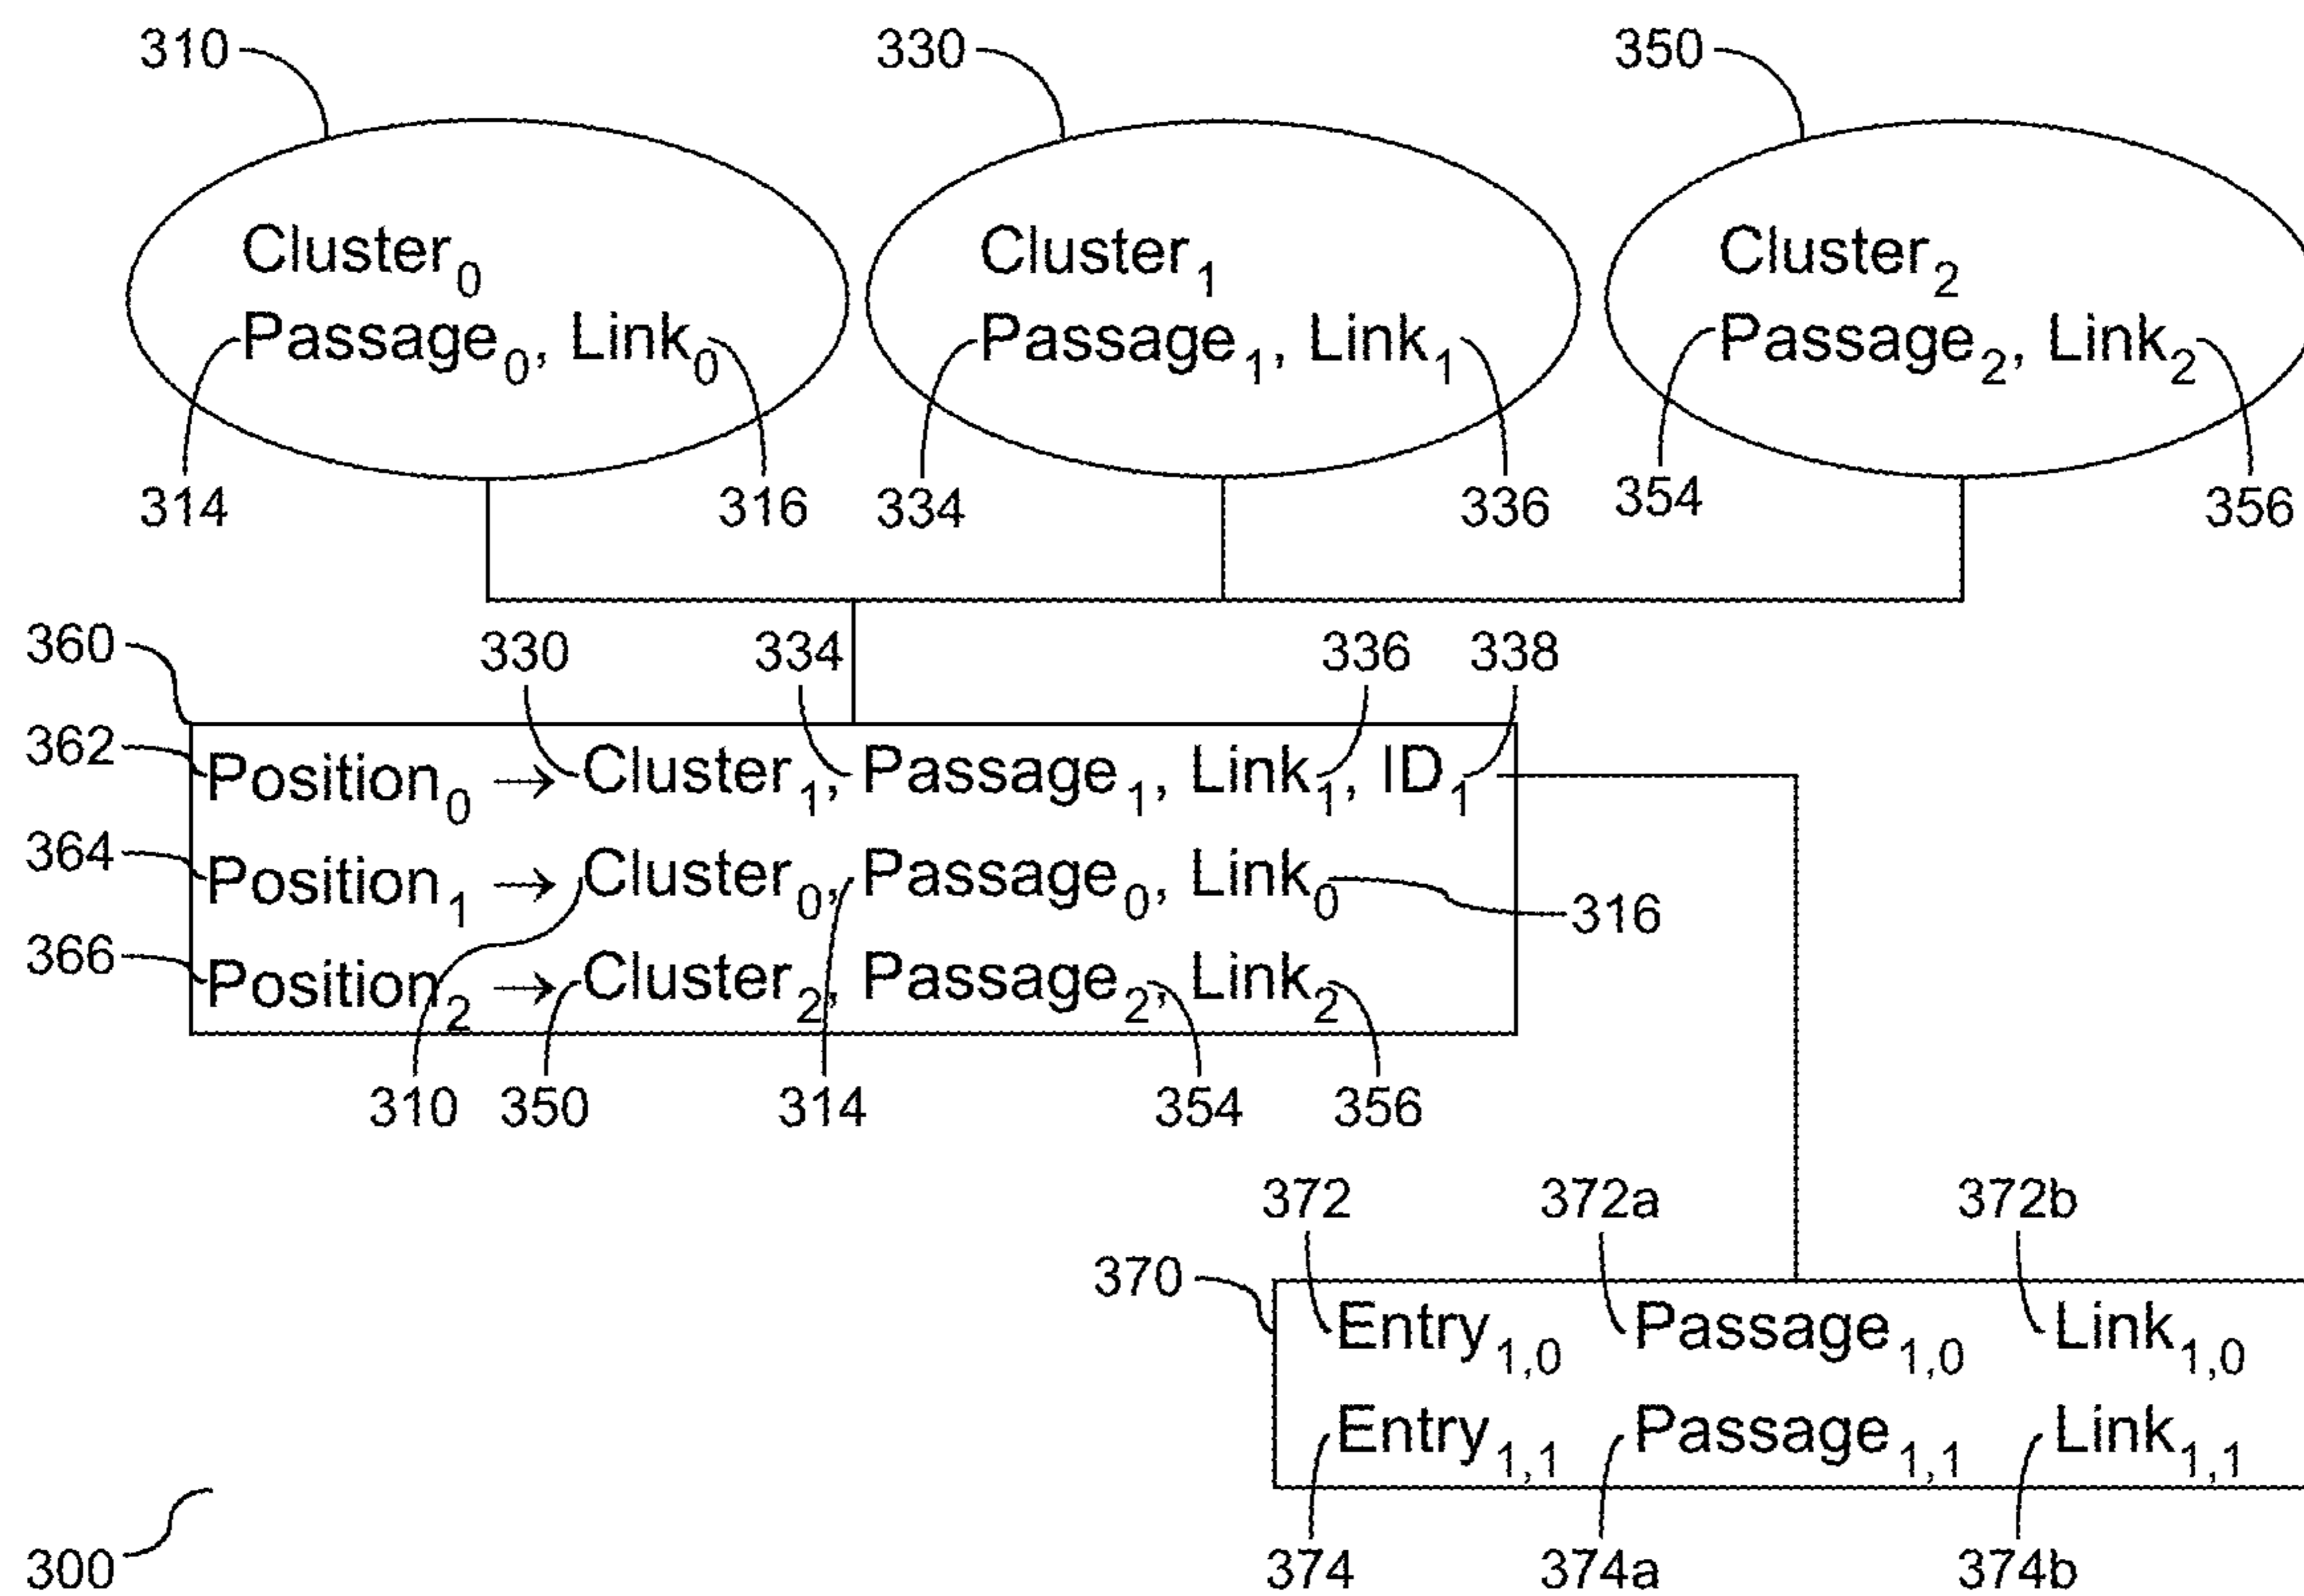 310 330 350
Cluster₀ Cluster₁ Cluster₂
Passage₀, Link₀ Passage₁, Link₁ Passage₂, Link₂
314 316 334 336 354 356
360 330 334 336 338
362 Position₀ → Cluster₁, Passage₁, Link₁, ID₁
364 Position₁ → Cluster₀, Passage₀, Link₀ 316
366 Position₂ → Cluster₂, Passage₂, Link₂
310 350 314 354 356
372 372a 372b
370
Entry₁,₀ Passage₁,₀ Link₁,₀
Entry₁,₁ Passage₁,₁ Link₁,₁
300 374 374a 374b